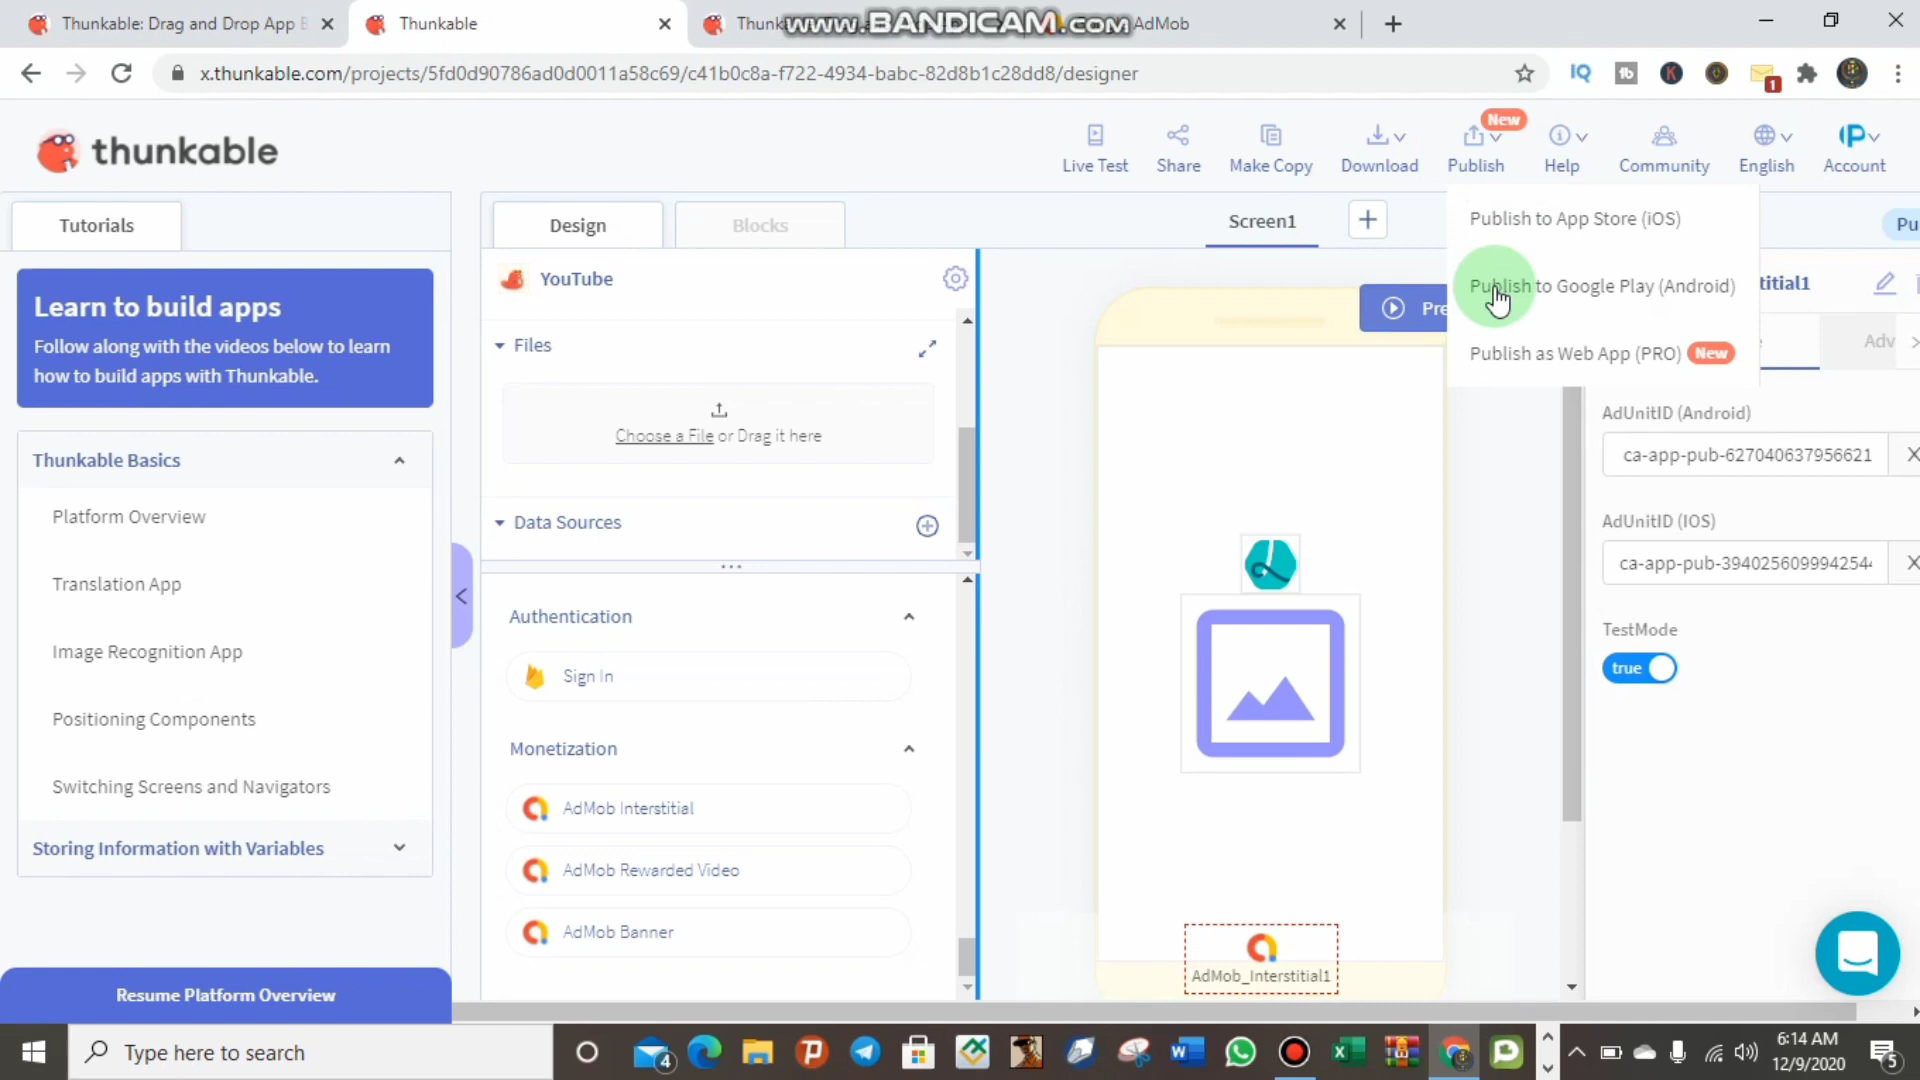 Thunkable: Drag and Drop App B
Thunkable
Thunk
www.BANDICAM.com
AdMob
x.thunkable.com/projects/5fd0d90786ad0d0011a58c69/c41b0c8a-f722-4934-babc-82d8b1c28dd8/designer
IQ
tb
K
1
thunkable
Live Test
Share
Make Copy
Download
New
Publish
Help
Community
English
Account
Tutorials
Design
Blocks
Screen1
Publish to App Store (iOS)
Pu
Learn to build apps
Follow along with the videos below to learn
how to build apps with Thunkable.
YouTube
Pre
Publish to Google Play (Android)
titial1
Files
Publish as Web App (PRO) New
Adv
Choose a File or Drag it here
AdUnitID (Android)
ca-app-pub-627040637956621
Thunkable Basics
Platform Overview
Data Sources
AdUnitID (IOS)
ca-app-pub-394025609994254
Translation App
Authentication
TestMode
Image Recognition App
Sign In
true
Positioning Components
Monetization
Switching Screens and Navigators
AdMob Interstitial
Storing Information with Variables
AdMob Rewarded Video
AdMob Banner
AdMob_Interstitial1
Resume Platform Overview
Type here to search
4
6:14 AM
12/9/2020
5